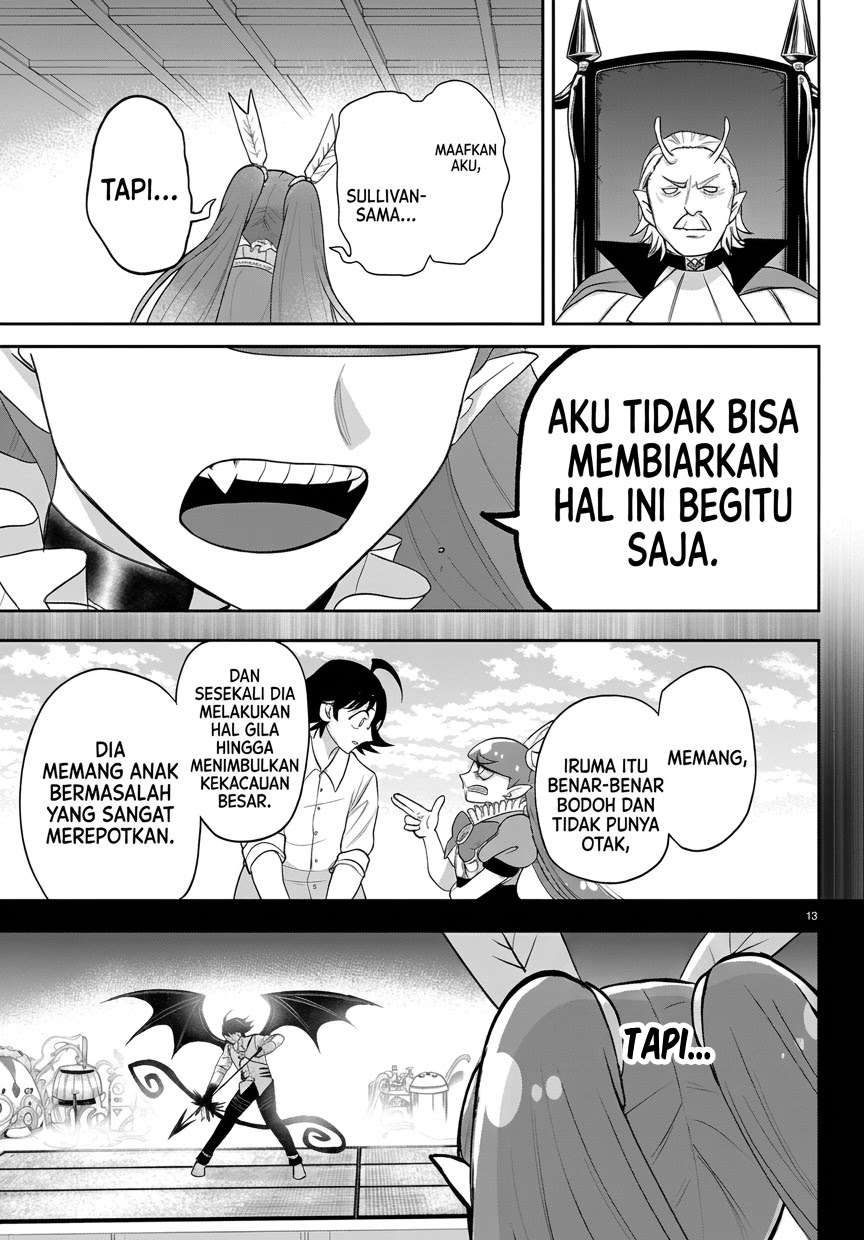 MAAFKAN
AKU,
SULLIVAN-
SAMA...
TAPI...
AKU TIDAK BISA
MEMBIARKAN
HAL INI BEGITU
SAJA.
MEMANG,
IRUMA ITU
BENAR-BENAR
BODOH DAN
TIDAK PUNYA
OTAK,
DAN
SESEKALI DIA
MELAKUKAN
HAL GILA
HINGGA
MENIMBULKAN
KEKACAUAN
BESAR.
DIA
MEMANG ANAK
BERMASALAH
YANG SANGAT
MEREPOTKAN.
13
TAPI...